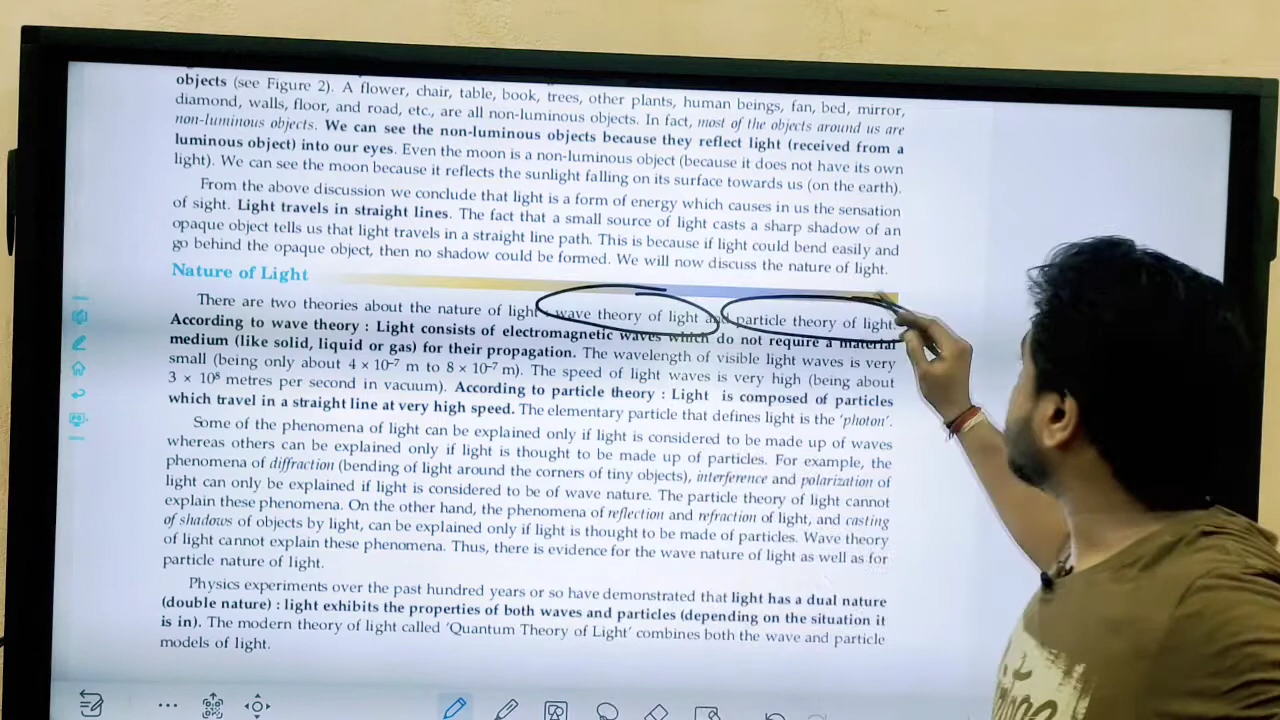 objects (see Figure 2). A flower, chair, table, book, trees, other plants, human beings, fan, bed, mirror,
diamond, walls, floor, and road, etc., are all non-luminous objects. In fact, most of the objects around us are
non-luminous objects. We can see the non-luminous objects because they reflect light (received from a
luminous object) into our eyes. Even the moon is a non-luminous object (because it does not have its own
light). We can see the moon because it reflects the sunlight falling on its surface towards us (on the earth).
From the above discussion we conclude that light is a form of energy which causes in us the sensation
of sight. Light travels in straight lines. The fact that a small source of light casts a sharp shadow of an
opaque object tells us that light travels in a straight line path. This is because if light could bend easily and
go behind the opaque object, then no shadow could be formed. We will now discuss the nature of light.
Nature of Light
There are two theories about the nature of light : wave theory of light and particle theory of light.
According to wave theory : Light consists of electromagnetic waves which do not require a material
medium (like solid, liquid or gas) for their propagation. The wavelength of visible light waves is very
small (being only about 4 × 10⁻⁷ m to 8 × 10⁻⁷ m). The speed of light waves is very high (being about
3 × 10⁸ metres per second in vacuum). According to particle theory : Light is composed of particles
which travel in a straight line at very high speed. The elementary particle that defines light is the ‘photon’.
Some of the phenomena of light can be explained only if light is considered to be made up of waves
whereas others can be explained only if light is thought to be made up of particles. For example, the
phenomena of diffraction (bending of light around the corners of tiny objects), interference and polarization of
light can only be explained if light is considered to be of wave nature. The particle theory of light cannot
explain these phenomena. On the other hand, the phenomena of reflection and refraction of light, and casting
of shadows of objects by light, can be explained only if light is thought to be made of particles. Wave theory
of light cannot explain these phenomena. Thus, there is evidence for the wave nature of light as well as for
particle nature of light.
Physics experiments over the past hundred years or so have demonstrated that light has a dual nature
(double nature) : light exhibits the properties of both waves and particles (depending on the situation it
is in). The modern theory of light called ‘Quantum Theory of Light’ combines both the wave and particle
models of light.